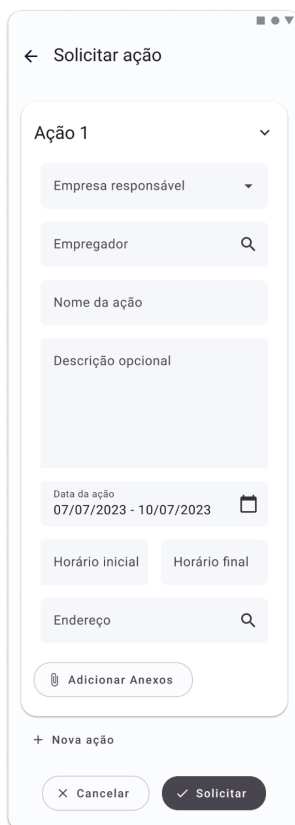 Solicitar ação
Ação 1
Empresa responsável
Empregador
Nome da ação
Descrição opcional
Data da ação
07/07/2023 - 10/07/2023
Horário inicial
Horário final
Endereço
Adicionar Anexos
+ Nova ação
Cancelar
Solicitar